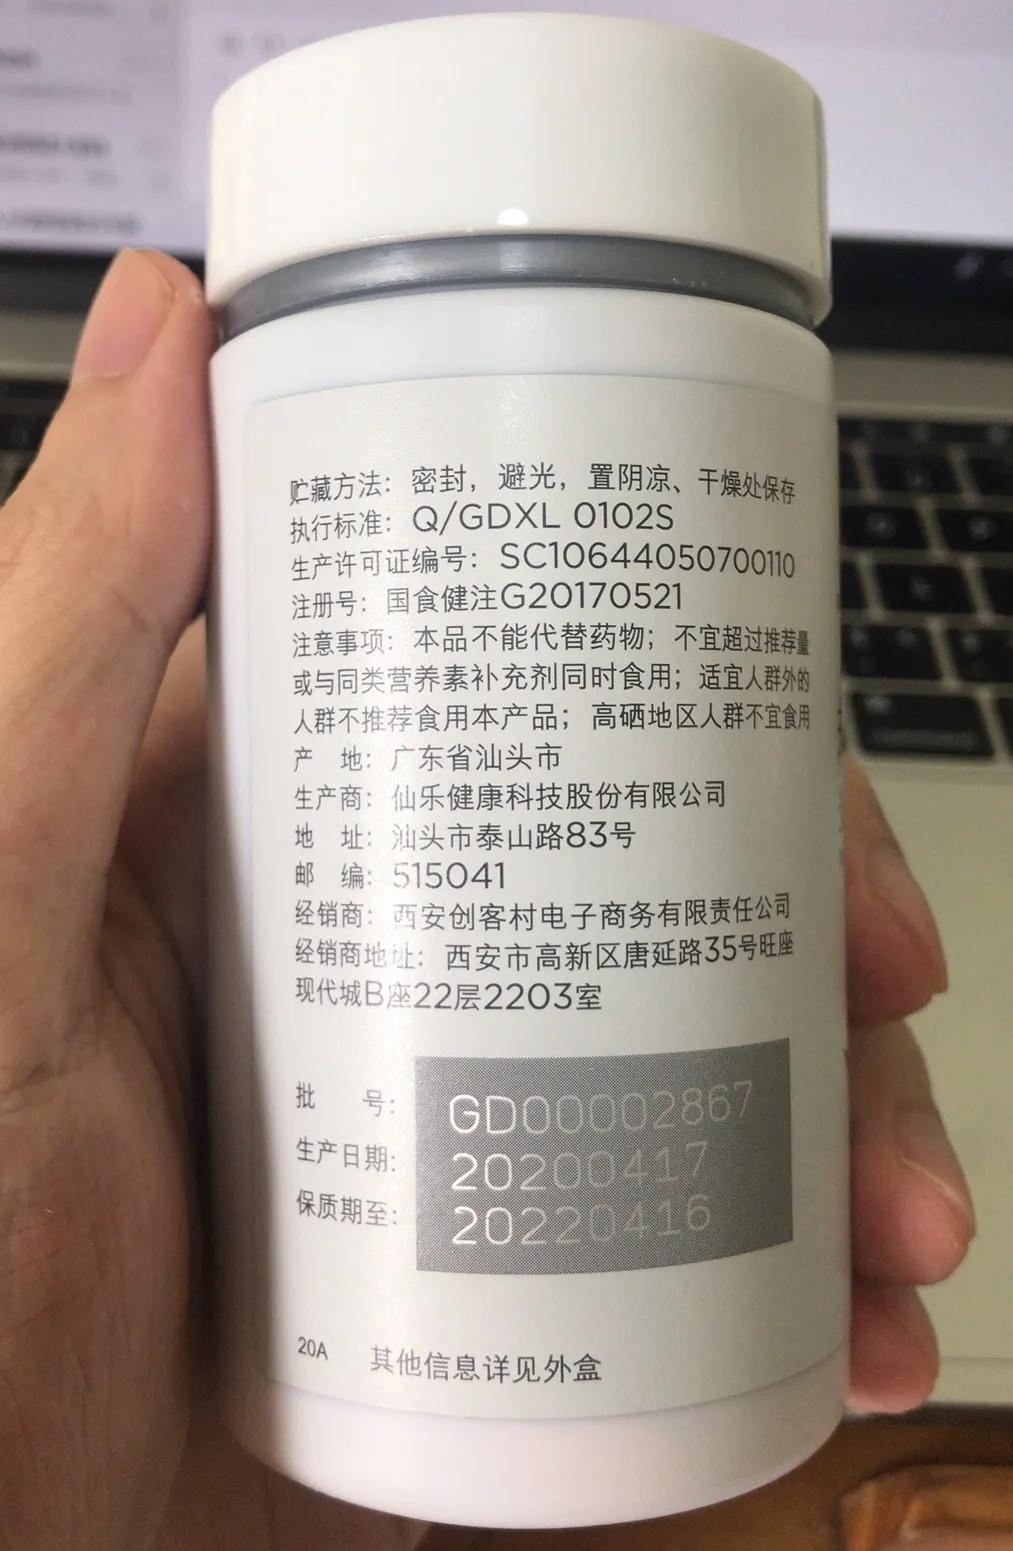 贮藏方法：密封，避光，置阴凉、干燥处保存
执行标准：Q/GDXL 0102S
生产许可证编号：SC10644050700110
注册号：国食健注G20170521
注意事项：本品不能代替药物；不宜超过推荐量
或与同类营养素补充剂同时食用；适宜人群外的
人群不推荐食用本产品；高硒地区人群不宜食用
产　地：广东省汕头市
生产商：仙乐健康科技股份有限公司
地　址：汕头市泰山路83号
邮　编：515041
经销商：西安创客村电子商务有限责任公司
经销商地址：西安市高新区唐延路35号旺座
现代城B座22层2203室
批　号：GD00002867
生产日期：20200417
保质期至：20220416
20A　其他信息详见外盒